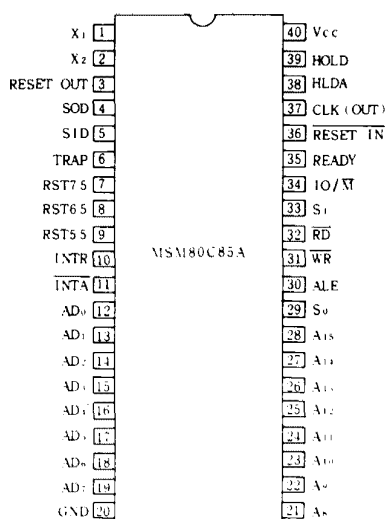 X₁ 1 40 Vcc
X₂ 2 39 HOLD
RESET OUT 3 38 HLDA
SOD 4 37 CLK (OUT)
SID 5 36 RESET IN
TRAP 6 35 READY
RST7.5 7 34 IO/M
RST6.5 8 33 S₁
RST5.5 9 32 RD
INTR 10 MSM80C85A 31 WR
INTA 11 30 ALE
AD₀ 12 29 S₀
AD₁ 13 28 A₁₅
AD₂ 14 27 A₁₄
AD₃ 15 26 A₁₃
AD₄ 16 25 A₁₂
AD₅ 17 24 A₁₁
AD₆ 18 23 A₁₀
AD₇ 19 22 A₉
GND 20 21 A₈